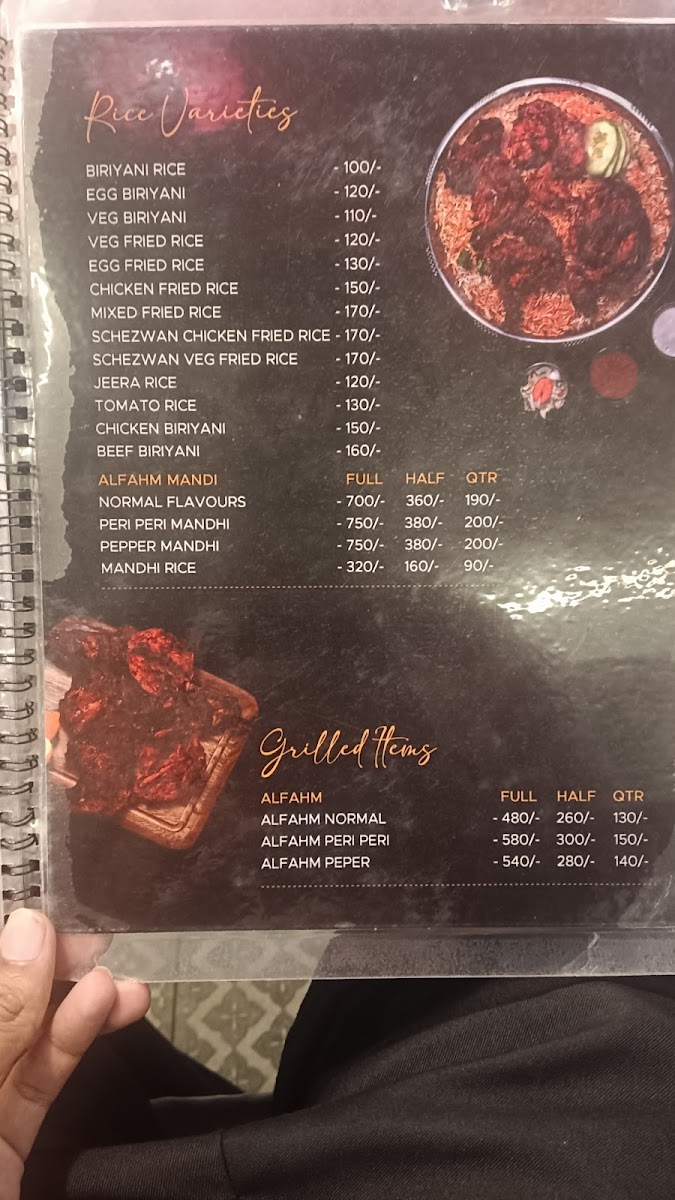 Rice Varieties
BIRIYANI RICE - 100/-
EGG BIRIYANI - 120/-
VEG BIRIYANI - 110/-
VEG FRIED RICE - 120/-
EGG FRIED RICE - 130/-
CHICKEN FRIED RICE - 150/-
MIXED FRIED RICE - 170/-
SCHEZWAN CHICKEN FRIED RICE - 170/-
SCHEZWAN VEG FRIED RICE - 170/-
JEERA RICE - 120/-
TOMATO RICE - 130/-
CHICKEN BIRIYANI - 150/-
BEEF BIRIYANI - 160/-
ALFAHM MANDI FULL HALF QTR
NORMAL FLAVOURS - 700/- 360/- 190/-
PERI PERI MANDHI - 750/- 380/- 200/-
PEPPER MANDHI - 750/- 380/- 200/-
MANDHI RICE - 320/- 160/- 90/-
Grilled Items
ALFAHM FULL HALF QTR
ALFAHM NORMAL - 480/- 260/- 130/-
ALFAHM PERI PERI - 580/- 300/- 150/-
ALFAHM PEPER - 540/- 280/- 140/-